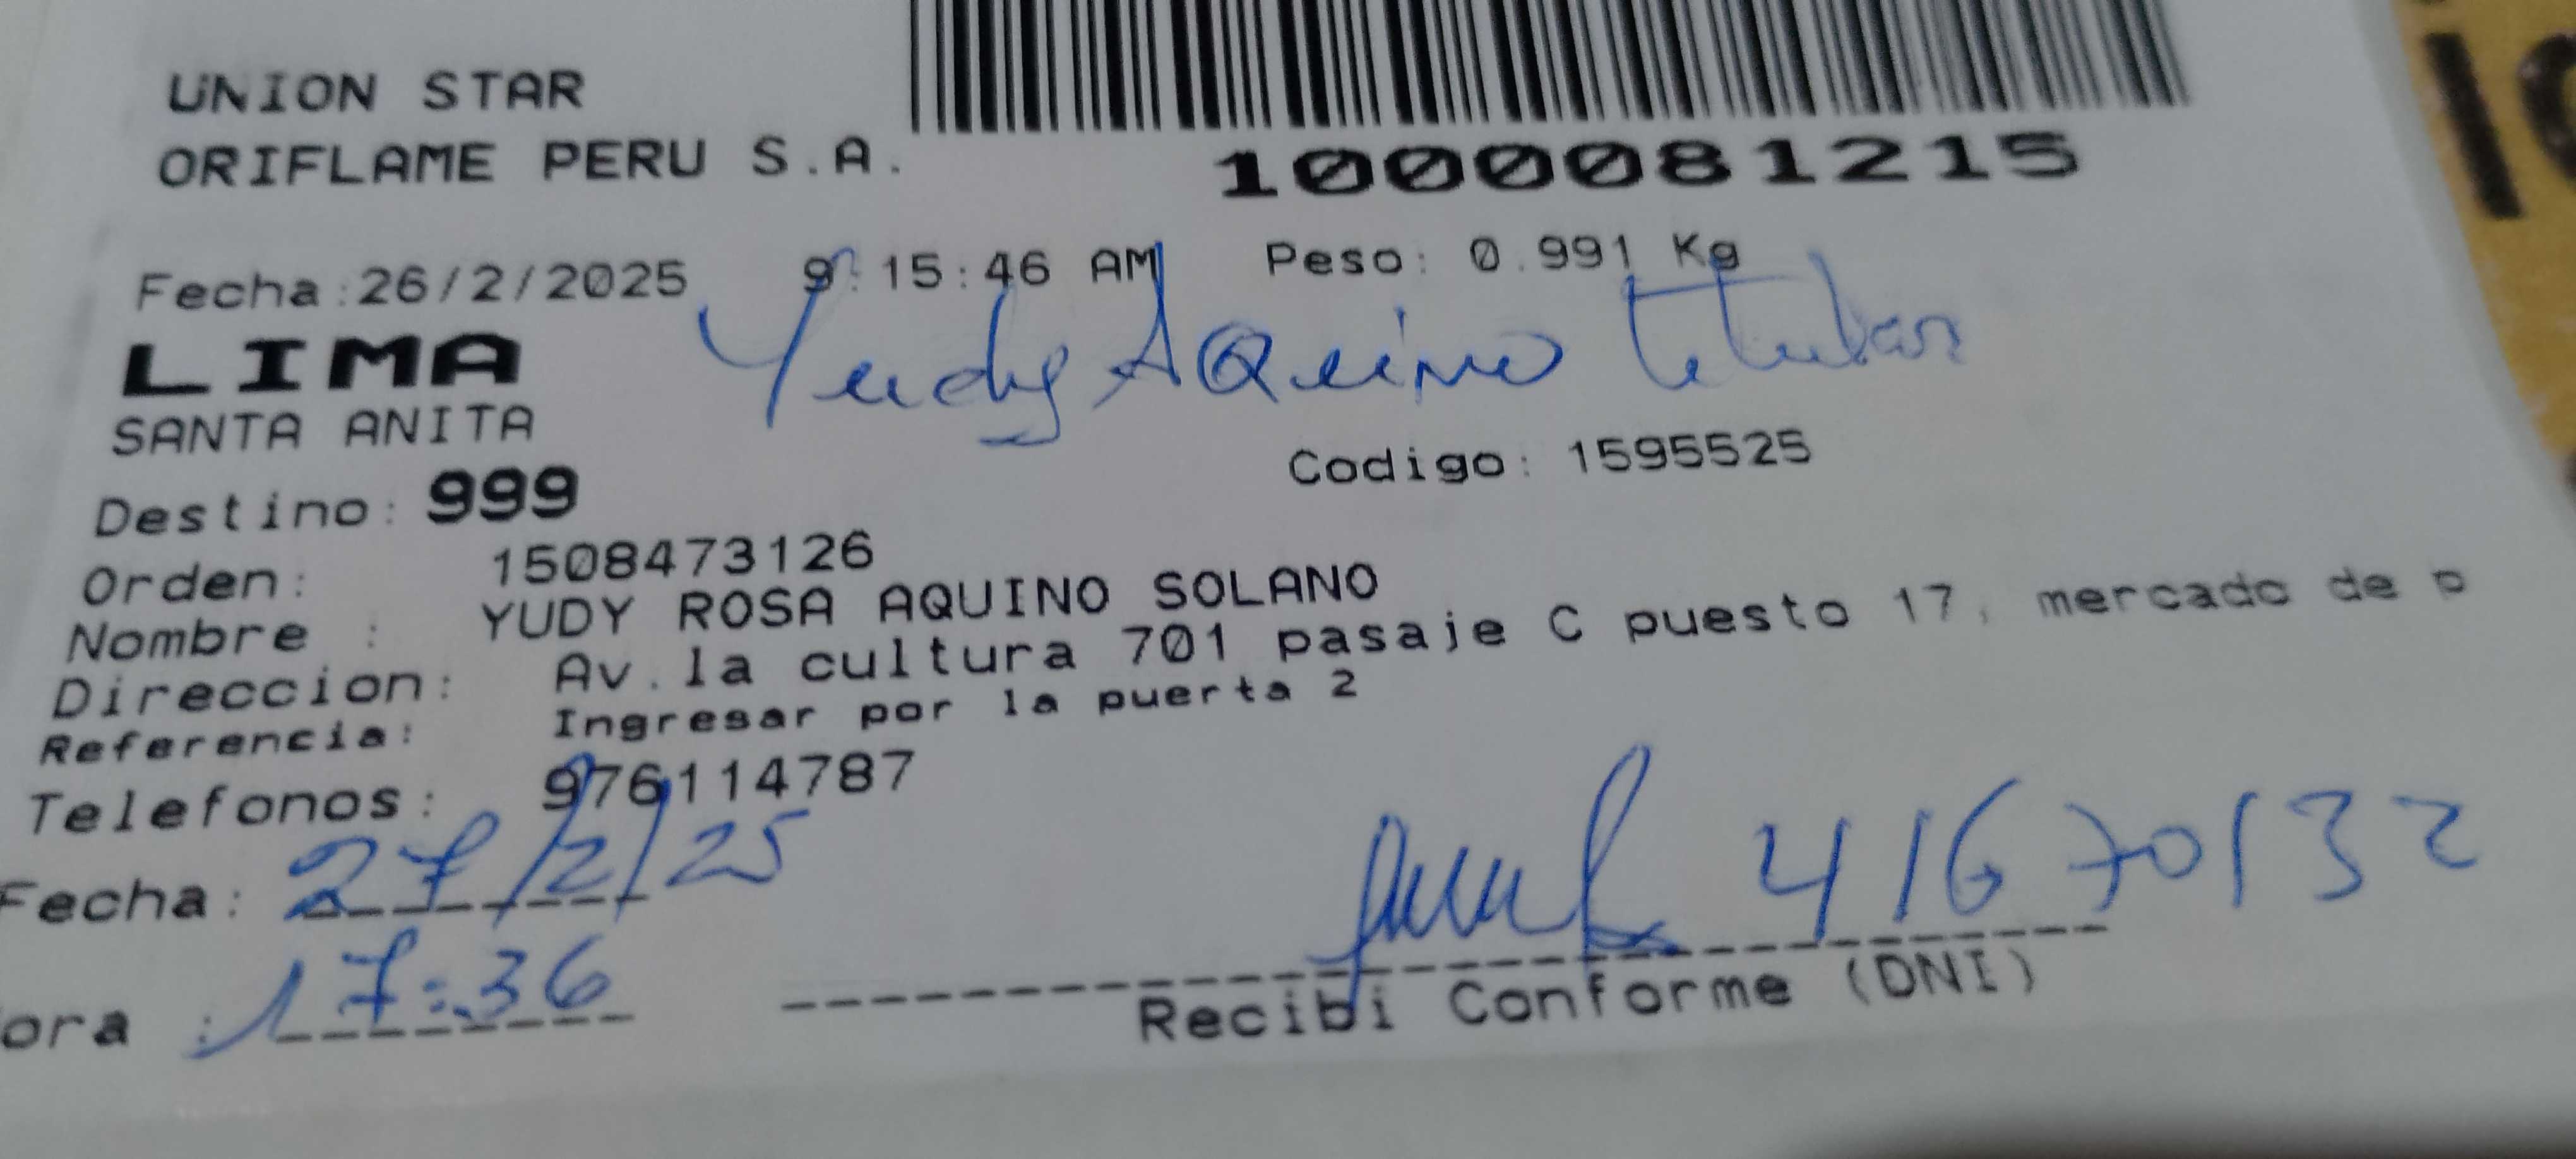 UNION STAR
ORIFLAME PERU S.A.
1000081215
Fecha:26/2/2025 9:15:46 AM Peso: 0.991 Kg
LIMA
Yudy Aquino titular
SANTA ANITA
Codigo: 1595525
Destino: 999
Orden: 1508473126
Nombre : YUDY ROSA AQUINO SOLANO
Direccion: Av.la cultura 701 pasaje C puesto 17, mercado de p
Referencia: Ingresar por la puerta 2
Telefonos: 976114787
Fecha: 27/2/25
41670132
ora : 17:36
Recibi Conforme (DNI)